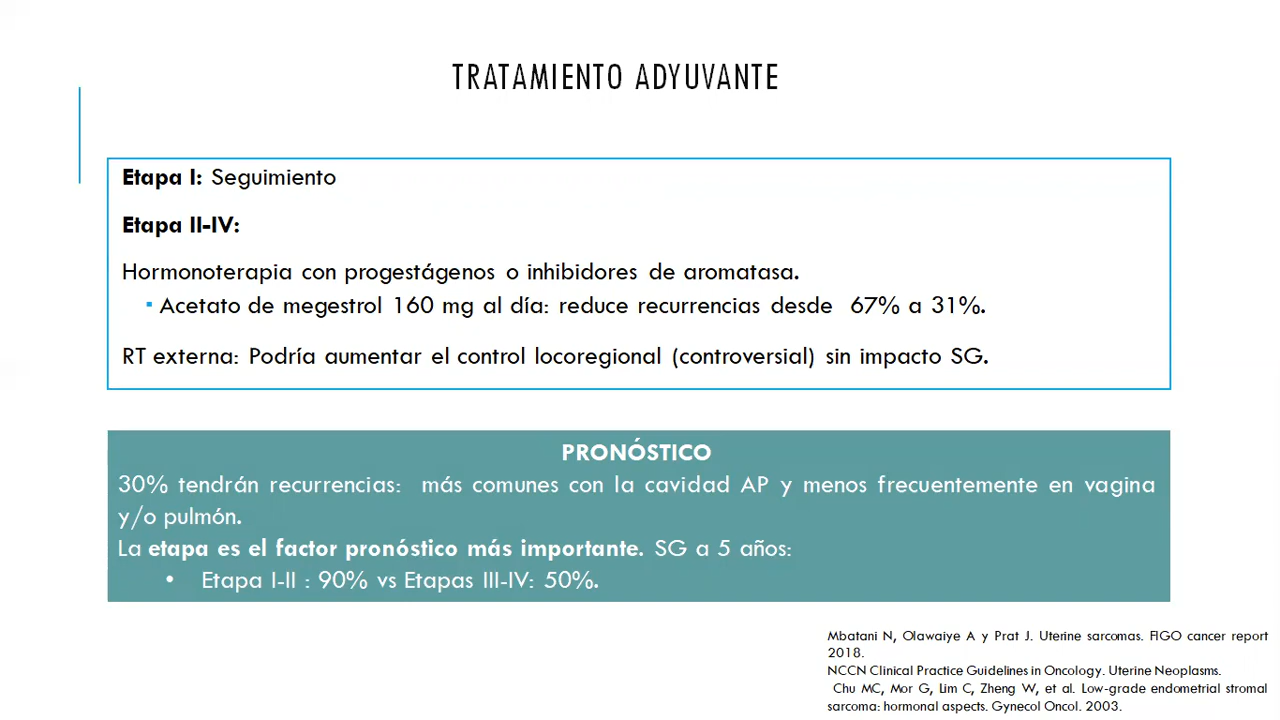 TRATAMIENTO ADYUVANTE
Etapa I: Seguimiento
Etapa II-IV:
Hormonoterapia con progestágenos o inhibidores de aromatasa.
▪ Acetato de megestrol 160 mg al día: reduce recurrencias desde 67% a 31%.
RT externa: Podría aumentar el control locoregional (controversial) sin impacto SG.
PRONÓSTICO
30% tendrán recurrencias: más comunes con la cavidad AP y menos frecuentemente en vagina
y/o pulmón.
La etapa es el factor pronóstico más importante. SG a 5 años:
• Etapa I-II : 90% vs Etapas III-IV: 50%.
Mbatani N, Olawaiye A y Prat J. Uterine sarcomas. FIGO cancer report
2018.
NCCN Clinical Practice Guidelines in Oncology. Uterine Neoplasms.
Chu MC, Mor G, Lim C, Zheng W, et al. Low-grade endometrial stromal
sarcoma: hormonal aspects. Gynecol Oncol. 2003.